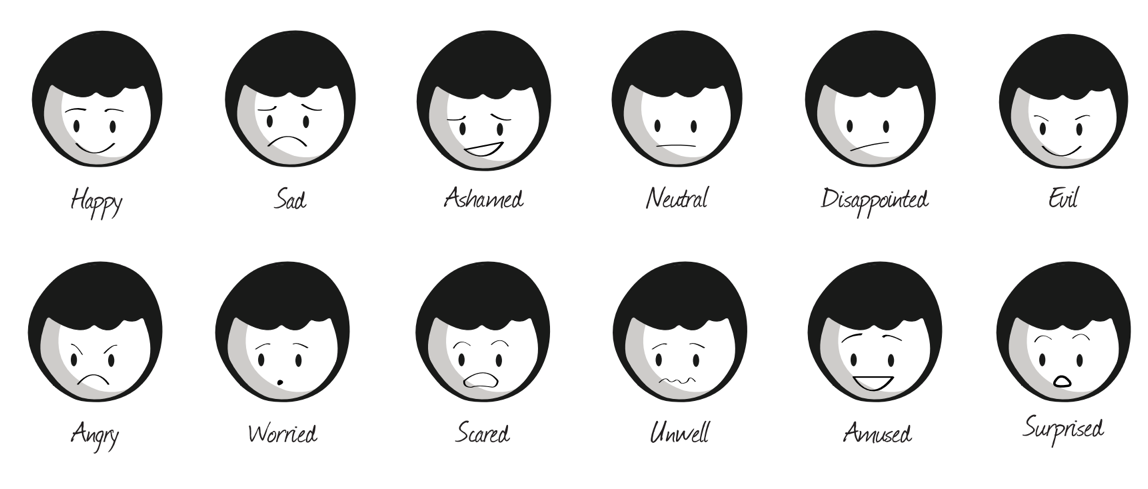 Happy
Sad
Ashamed
Neutral
Disappointed
Evil
Angry
Worried
Scared
Unwell
Amused
Surprised